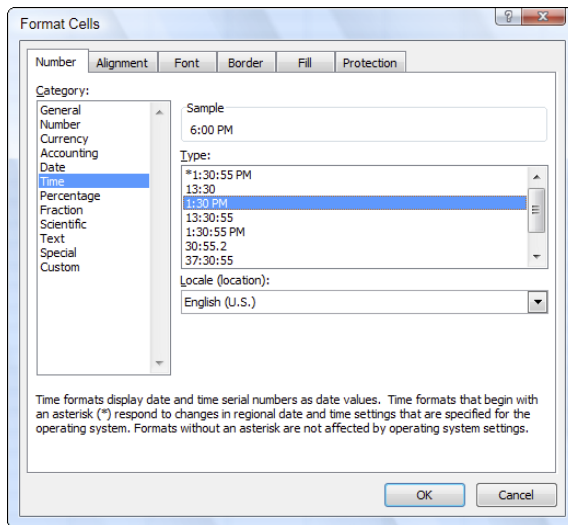 Format Cells
Number Alignment Font Border Fill Protection
Category:
General
Number
Currency
Accounting
Date
Time
Percentage
Fraction
Scientific
Text
Special
Custom
Sample
6:00 PM
Type:
*1:30:55 PM
13:30
1:30 PM
13:30:55
1:30:55 PM
30:55.2
37:30:55
Locale (location):
English (U.S.)
Time formats display date and time serial numbers as date values. Time formats that begin with
an asterisk (*) respond to changes in regional date and time settings that are specified for the
operating system. Formats without an asterisk are not affected by operating system settings.
OK Cancel